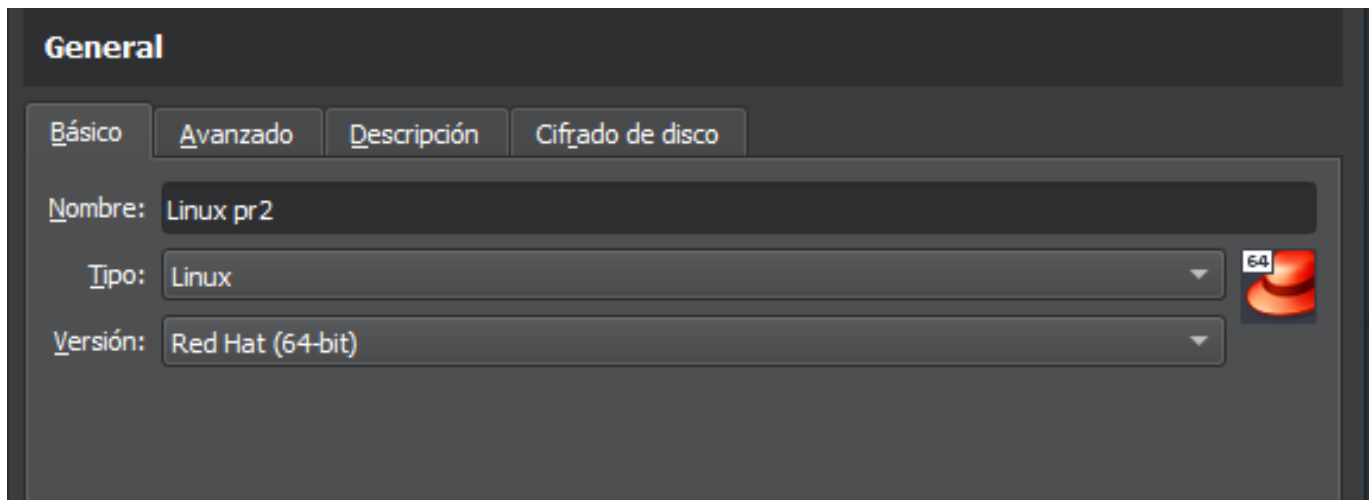 General
Básico Avanzado Descripción Cifrado de disco
Nombre: Linux pr2
Tipo: Linux 64
Versión: Red Hat (64-bit)